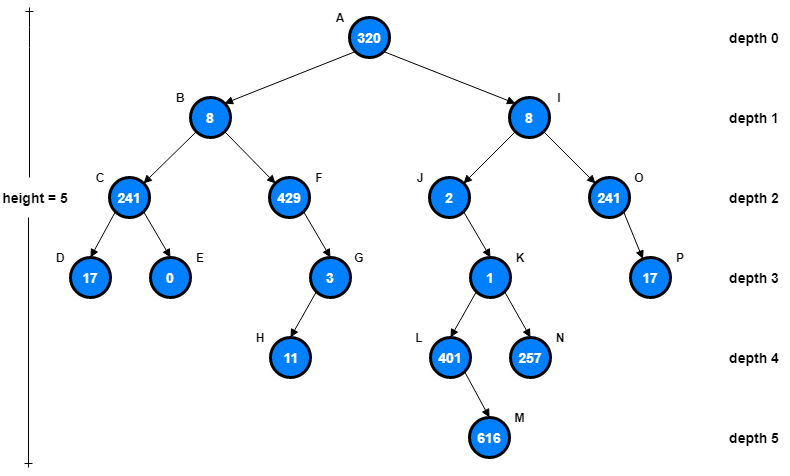 A
320 depth 0
B I
8 8 depth 1
C F J O
height = 5 241 429 2 241 depth 2
D E G K P
17 0 3 1 17 depth 3
H L N
11 401 257 depth 4
M
616 depth 5